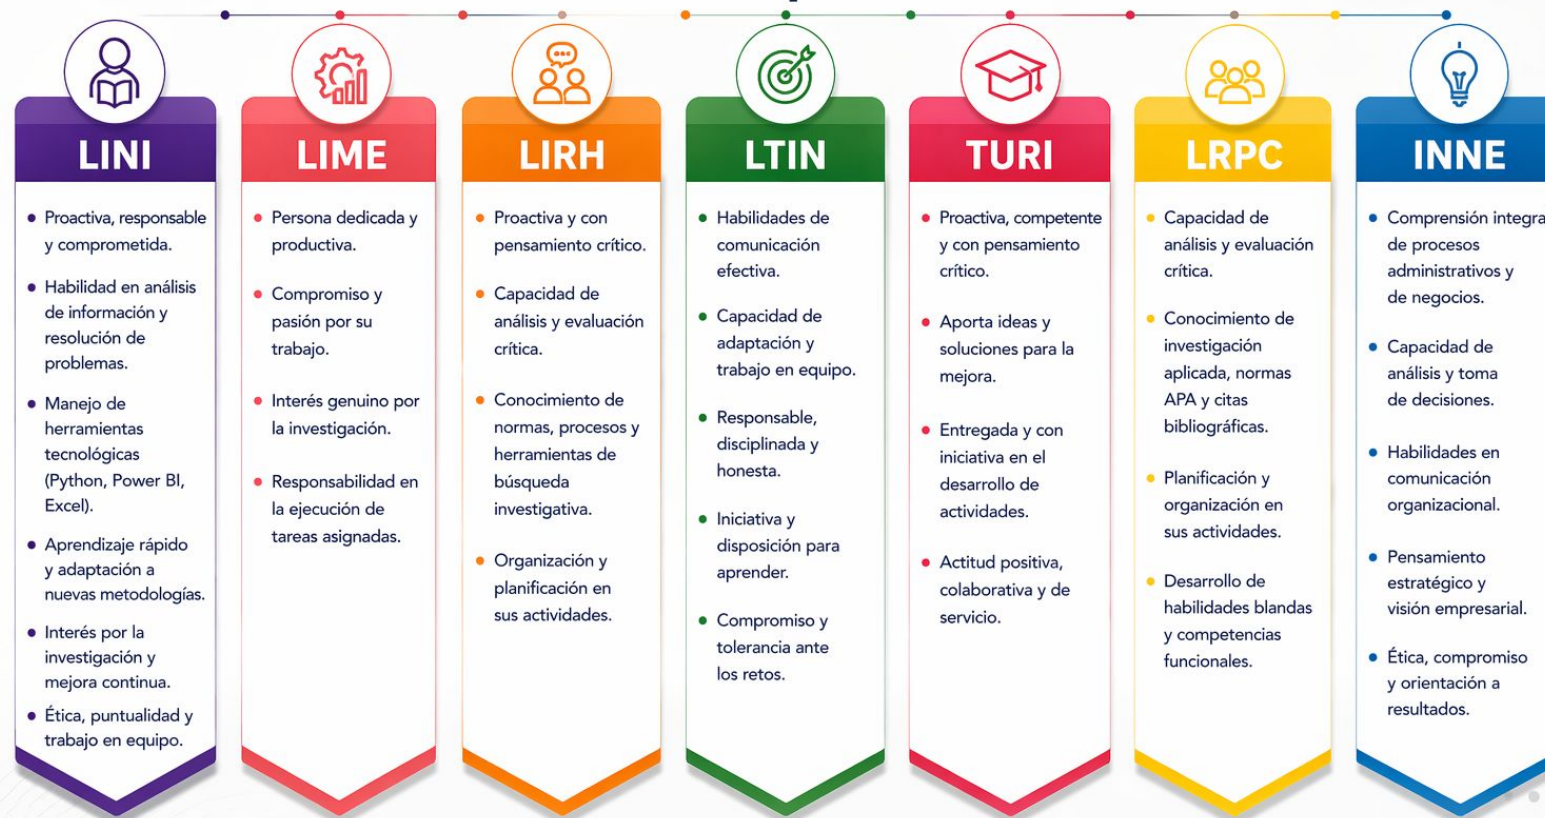 LINI
Proactiva, responsable
y comprometida.
Habilidad en análisis
de información y
resolución de
problemas.
Manejo de
herramientas
tecnológicas
(Python, Power BI,
Excel).
Aprendizaje rápido
y adaptación a
nuevas metodologías.
Interés por la
investigación y
mejora continua.
Ética, puntualidad y
trabajo en equipo.
LIME
Persona dedicada y
productiva.
Compromiso y
pasión por su
trabajo.
Interés genuino por
la investigación.
Responsabilidad en
la ejecución de
tareas asignadas.
LIRH
Proactiva y con
pensamiento crítico.
Capacidad de
análisis y evaluación
crítica.
Conocimiento de
normas, procesos y
herramientas de
búsqueda
investigativa.
Organización y
planificación en
sus actividades.
LTIN
Habilidades de
comunicación
efectiva.
Capacidad de
adaptación y
trabajo en equipo.
Responsable,
disciplinada y
honesta.
Iniciativa y
disposición para
aprender.
Compromiso y
tolerancia ante
los retos.
TURI
Proactiva, competente
y con pensamiento
crítico.
Aporta ideas y
soluciones para la
mejora.
Entregada y con
iniciativa en el
desarrollo de
actividades.
Actitud positiva,
colaborativa y de
servicio.
LRPC
Capacidad de
análisis y evaluación
crítica.
Conocimiento de
investigación
aplicada, normas
APA y citas
bibliográficas.
Planificación y
organización en
sus actividades.
Desarrollo de
habilidades blandas
y competencias
funcionales.
INNE
Comprensión integra
de procesos
administrativos y
de negocios.
Capacidad de
análisis y toma
de decisiones.
Habilidades en
comunicación
organizacional.
Pensamiento
estratégico y
visión empresarial.
Ética, compromiso
y orientación a
resultados.